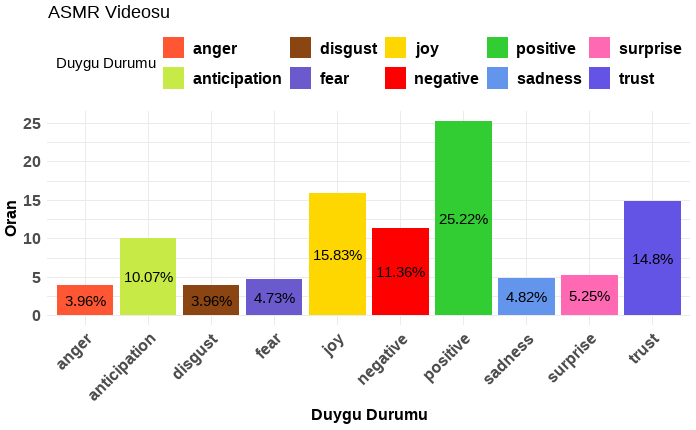 ASMR Videosu
Duygu Durumu
anger
disgust
joy
positive
surprise
anticipation
fear
negative
sadness
trust
Oran
25
20
15
10
5
0
3.96%
10.07%
3.96%
4.73%
15.83%
11.36%
25.22%
4.82%
5.25%
14.8%
anger
anticipation
disgust
fear
joy
negative
positive
sadness
surprise
trust
Duygu Durumu